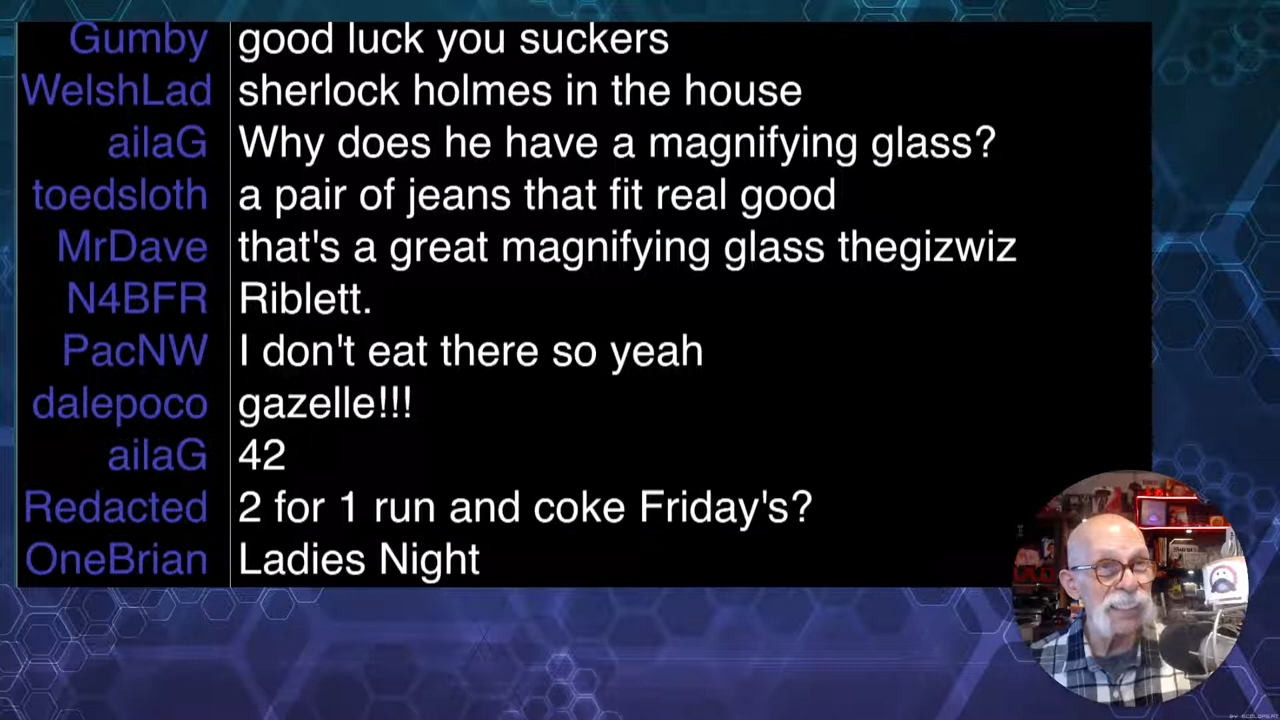 Gumby good luck you suckers
WelshLad sherlock holmes in the house
ailaG Why does he have a magnifying glass?
toedsloth a pair of jeans that fit real good
MrDave that's a great magnifying glass thegizwiz
N4BFR Riblett.
PacNW I don't eat there so yeah
dalepoco gazelle!!!
ailaG 42
Redacted 2 for 1 run and coke Friday's?
OneBrian Ladies Night